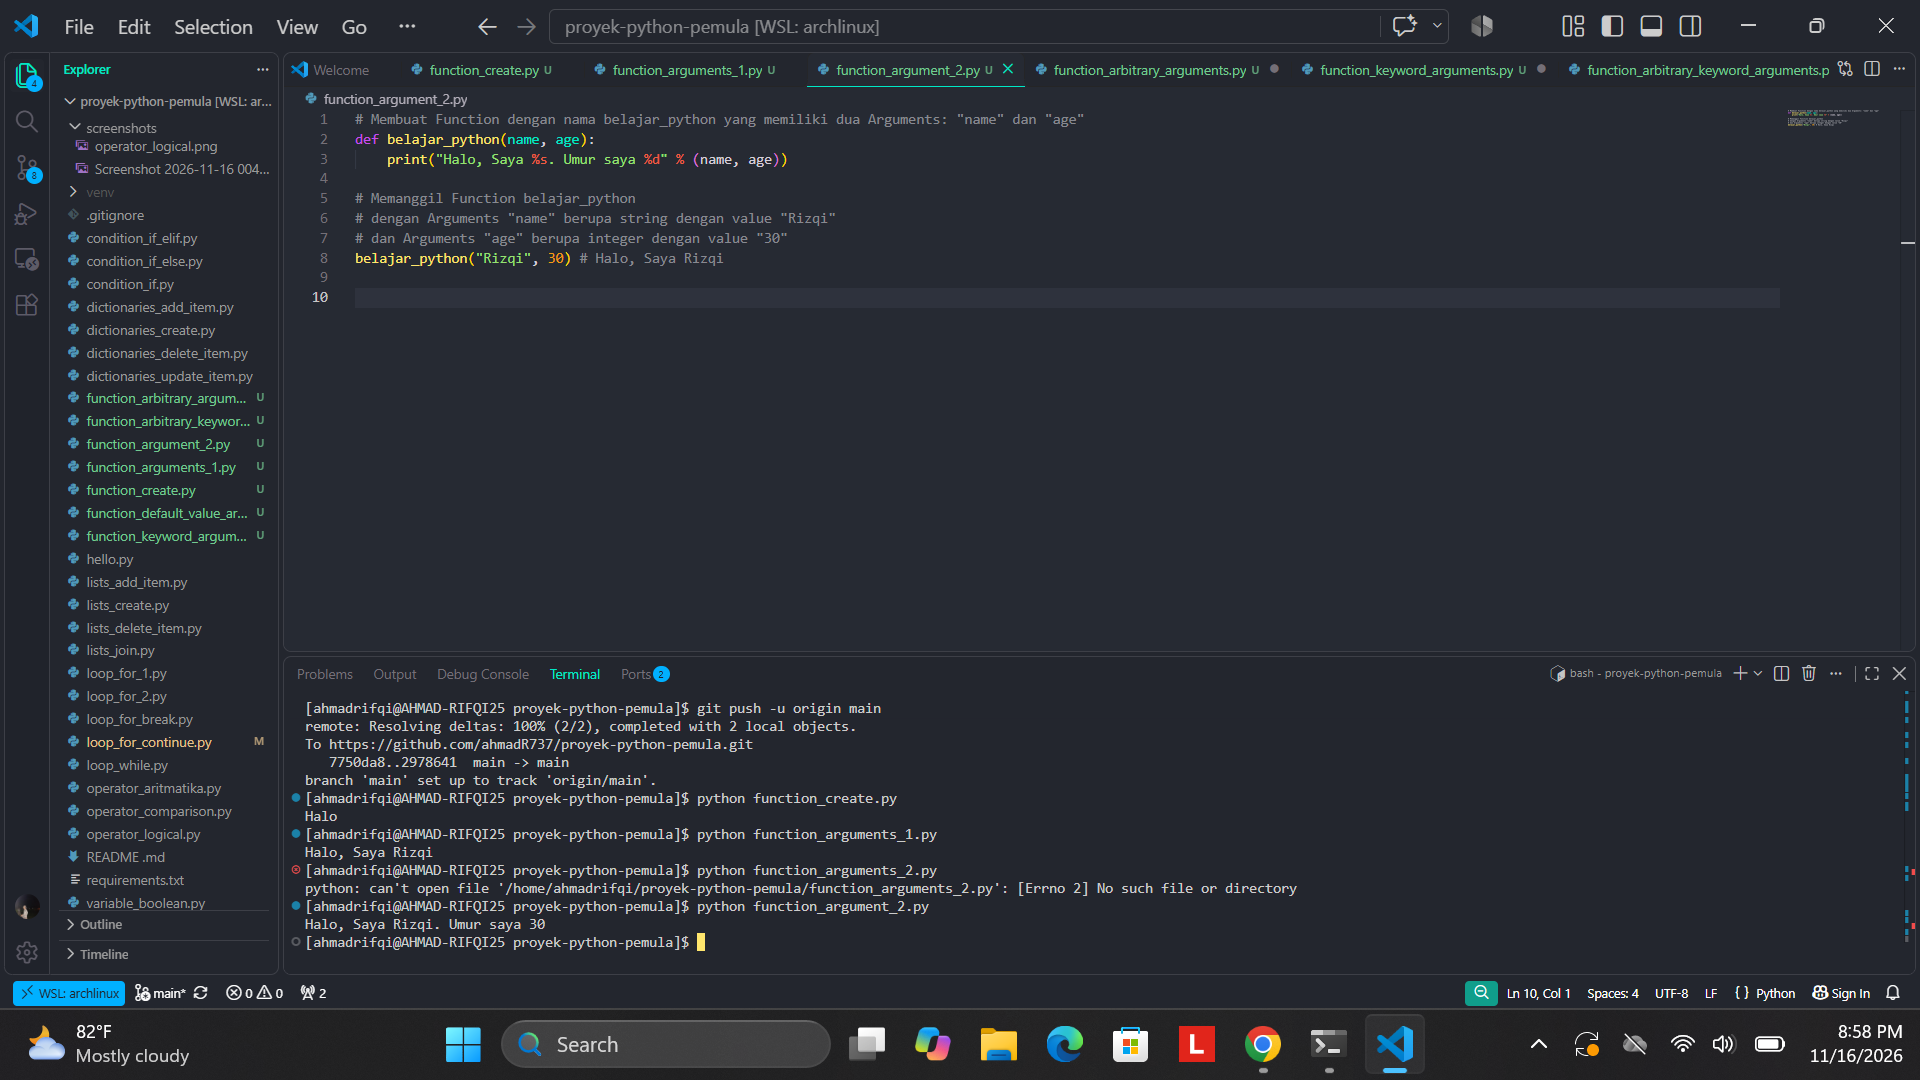 File Edit Selection View Go ···
proyek-python-pemula [WSL: archlinux]
Explorer
proyek-python-pemula [WSL: ar...
screenshots
operator_logical.png
Screenshot 2026-11-16 004...
venv
.gitignore
condition_if_elif.py
condition_if_else.py
condition_if.py
dictionaries_add_item.py
dictionaries_create.py
dictionaries_delete_item.py
dictionaries_update_item.py
function_arbitrary_argum... U
function_arbitrary_keywor... U
function_argument_2.py U
function_arguments_1.py U
function_create.py U
function_default_value_ar... U
function_keyword_argum... U
hello.py
lists_add_item.py
lists_create.py
lists_delete_item.py
lists_join.py
loop_for_1.py
loop_for_2.py
loop_for_break.py
loop_for_continue.py M
loop_while.py
operator_aritmatika.py
operator_comparison.py
operator_logical.py
README .md
requirements.txt
variable_boolean.py
Outline
Timeline
4
8
Welcome function_create.py U function_arguments_1.py U function_argument_2.py U function_arbitrary_arguments.py U function_keyword_arguments.py U function_arbitrary_keyword_arguments.p
function_argument_2.py
1 # Membuat Function dengan nama belajar_python yang memiliki dua Arguments: "name" dan "age"
2 def belajar_python(name, age):
3 print("Halo, Saya %s. Umur saya %d" % (name, age))
4
5 # Memanggil Function belajar_python
6 # dengan Arguments "name" berupa string dengan value "Rizqi"
7 # dan Arguments "age" berupa integer dengan value "30"
8 belajar_python("Rizqi", 30) # Halo, Saya Rizqi
9
10
Problems Output Debug Console Terminal Ports 2
bash - proyek-python-pemula
[ahmadrifqi@AHMAD-RIFQI25 proyek-python-pemula]$ git push -u origin main
remote: Resolving deltas: 100% (2/2), completed with 2 local objects.
To https://github.com/ahmadR737/proyek-python-pemula.git
7750da8..2978641 main -> main
branch 'main' set up to track 'origin/main'.
[ahmadrifqi@AHMAD-RIFQI25 proyek-python-pemula]$ python function_create.py
Halo
[ahmadrifqi@AHMAD-RIFQI25 proyek-python-pemula]$ python function_arguments_1.py
Halo, Saya Rizqi
[ahmadrifqi@AHMAD-RIFQI25 proyek-python-pemula]$ python function_arguments_2.py
python: can't open file '/home/ahmadrifqi/proyek-python-pemula/function_arguments_2.py': [Errno 2] No such file or directory
[ahmadrifqi@AHMAD-RIFQI25 proyek-python-pemula]$ python function_argument_2.py
Halo, Saya Rizqi. Umur saya 30
[ahmadrifqi@AHMAD-RIFQI25 proyek-python-pemula]$
WSL: archlinux main* 0 0 2
Ln 10, Col 1 Spaces: 4 UTF-8 LF { } Python Sign In
82°F
Mostly cloudy
Search
L
8:58 PM
11/16/2026